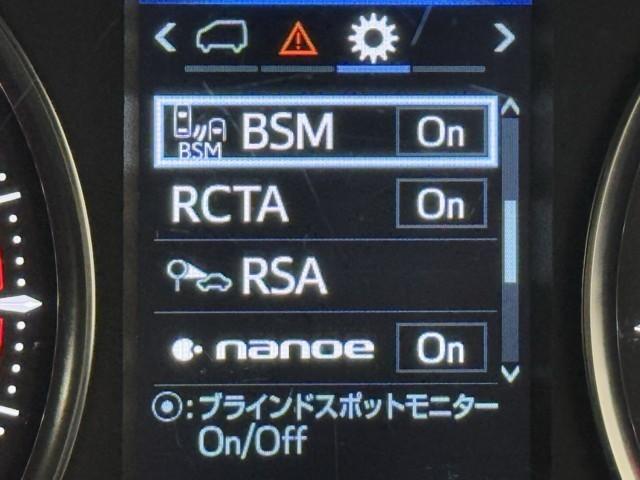 BSM BSM On
RCTA On
RSA
nanoe On
: ブラインドスポットモニター
On/Off